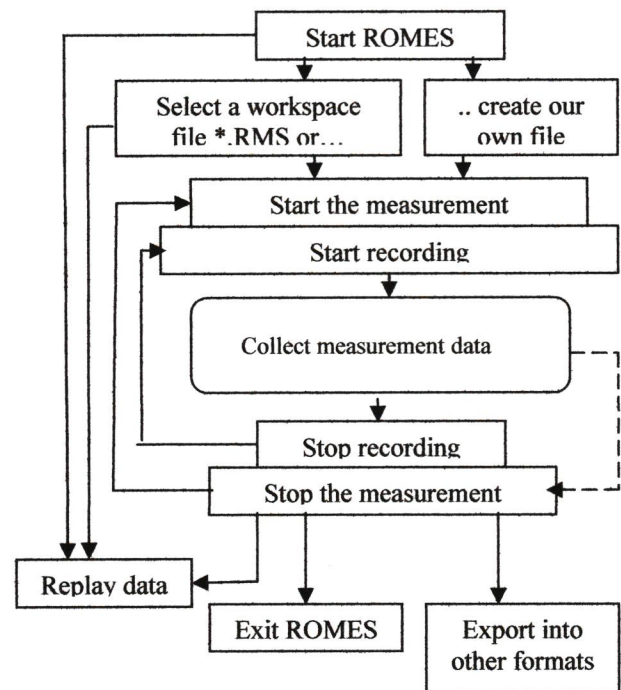 Start ROMES
Select a workspace
file *.RMS or…
.. create our
own file
Start the measurement
Start recording
Collect measurement data
Stop recording
Stop the measurement
Replay data
Exit ROMES
Export into
other formats